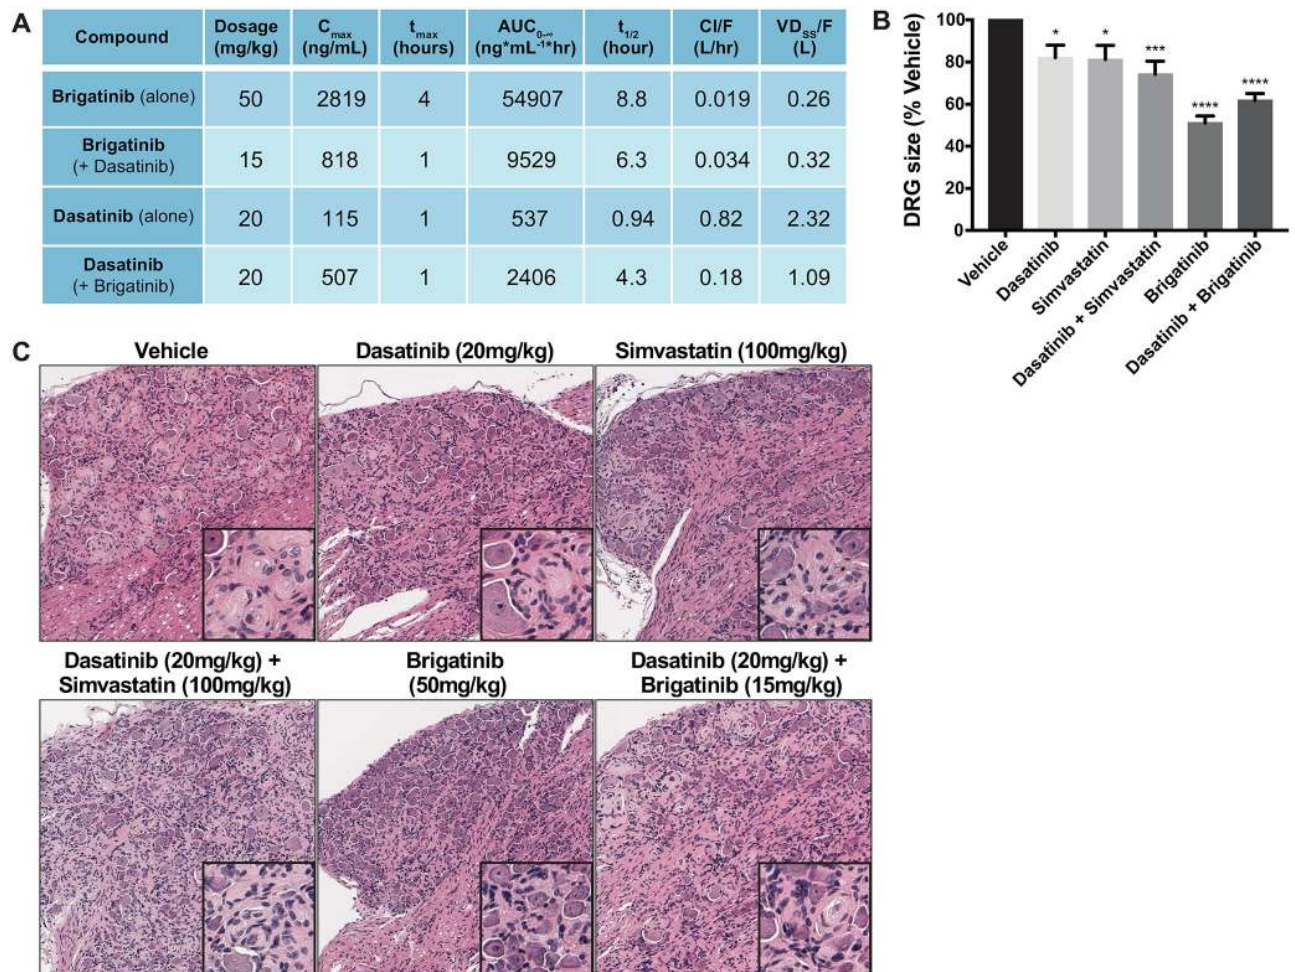 A
Compound Dosage (mg/kg) Cmax (ng/mL) tmax (hours) AUC0-∞ (ng*mL-1*hr) t1/2 (hour) Cl/F (L/hr) VDSS/F (L)
Brigatinib (alone) 50 2819 4 54907 8.8 0.019 0.26
Brigatinib (+ Dasatinib) 15 818 1 9529 6.3 0.034 0.32
Dasatinib (alone) 20 115 1 537 0.94 0.82 2.32
Dasatinib (+ Brigatinib) 20 507 1 2406 4.3 0.18 1.09
B
DRG size (% Vehicle)
100
80
60
40
20
0
* * *** **** ****
Vehicle
Dasatinib
Simvastatin
Dasatinib + Simvastatin
Brigatinib
Dasatinib + Brigatinib
C
Vehicle
Dasatinib (20mg/kg)
Simvastatin (100mg/kg)
Dasatinib (20mg/kg) +
Simvastatin (100mg/kg)
Brigatinib
(50mg/kg)
Dasatinib (20mg/kg) +
Brigatinib (15mg/kg)